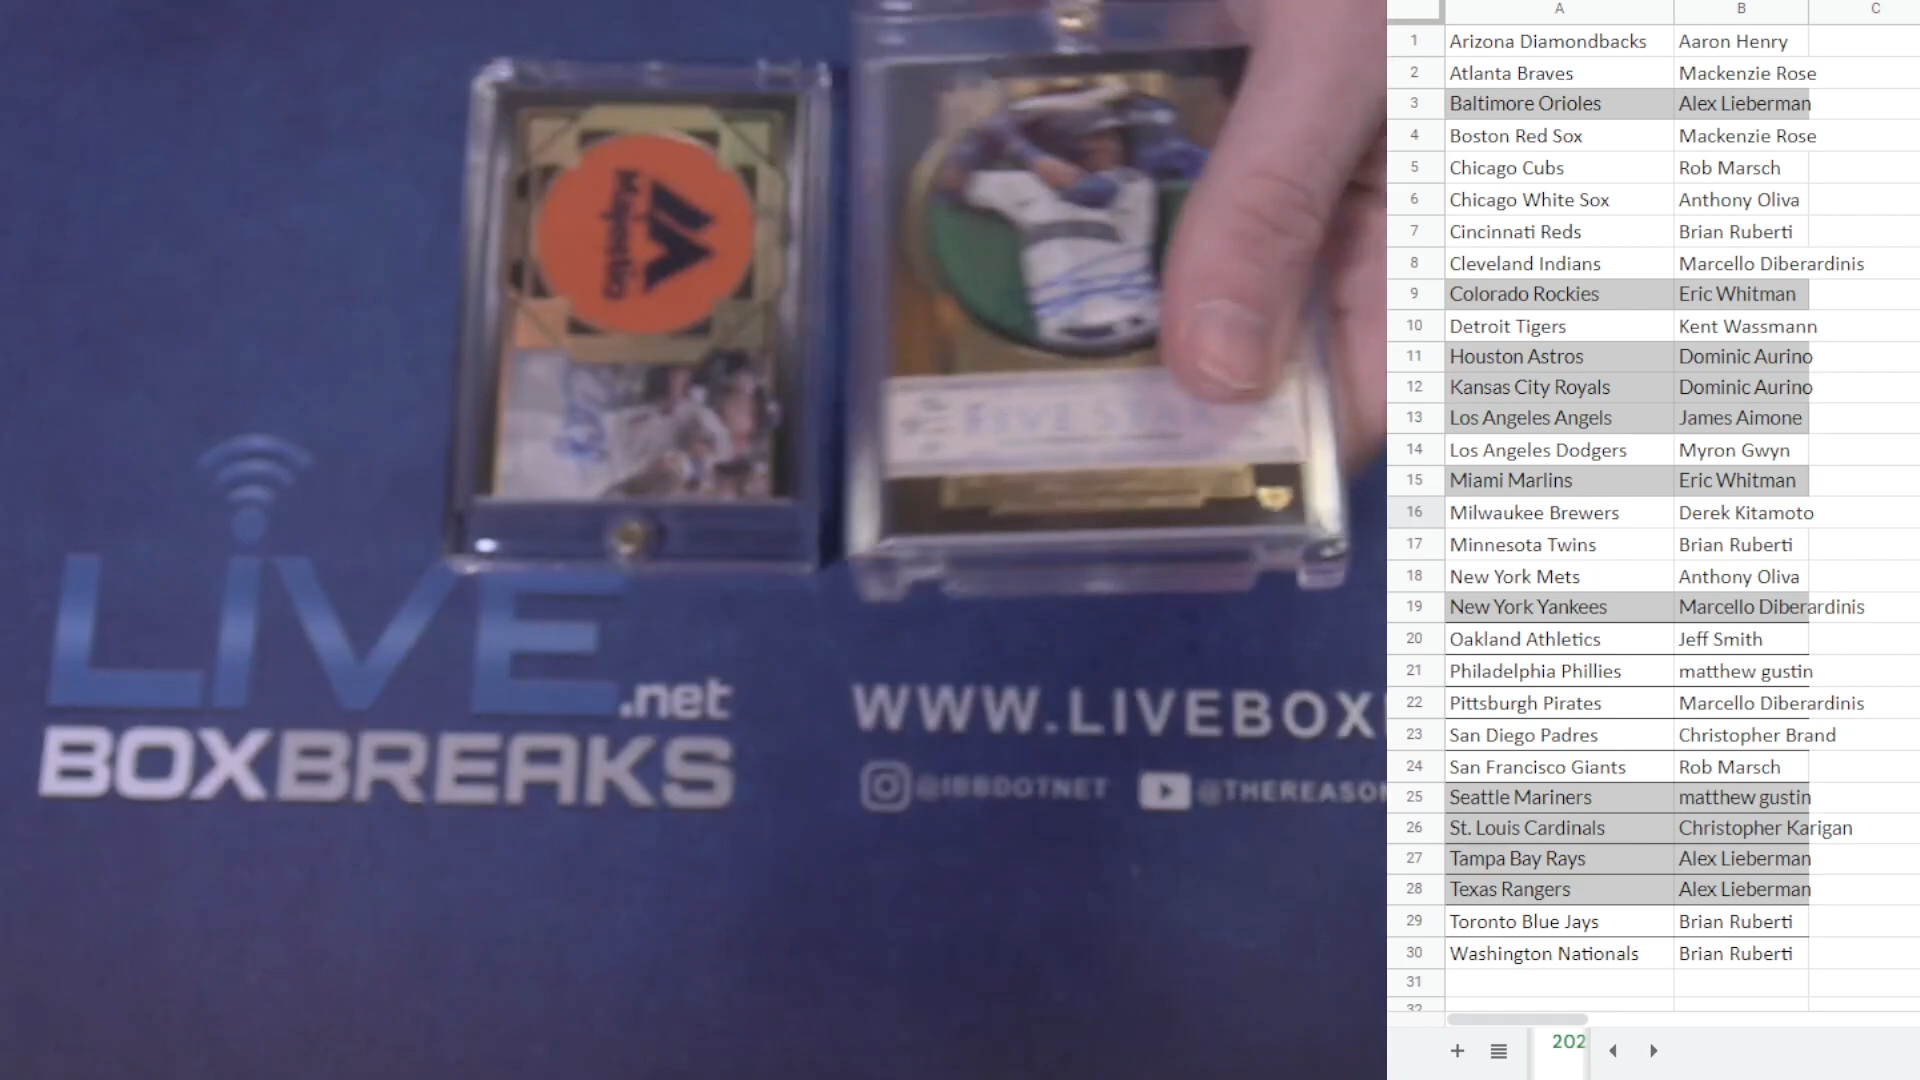 Majestic
FIVE STAR
LiVE
.net
BOXBREAKS
WWW.LIVEBOX
@IBBDOTNET
@THEREASO
A B C
1 Arizona Diamondbacks Aaron Henry
2 Atlanta Braves Mackenzie Rose
3 Baltimore Orioles Alex Lieberman
4 Boston Red Sox Mackenzie Rose
5 Chicago Cubs Rob Marsch
6 Chicago White Sox Anthony Oliva
7 Cincinnati Reds Brian Ruberti
8 Cleveland Indians Marcello Diberardinis
9 Colorado Rockies Eric Whitman
10 Detroit Tigers Kent Wassmann
11 Houston Astros Dominic Aurino
12 Kansas City Royals Dominic Aurino
13 Los Angeles Angels James Aimone
14 Los Angeles Dodgers Myron Gwyn
15 Miami Marlins Eric Whitman
16 Milwaukee Brewers Derek Kitamoto
17 Minnesota Twins Brian Ruberti
18 New York Mets Anthony Oliva
19 New York Yankees Marcello Diberardinis
20 Oakland Athletics Jeff Smith
21 Philadelphia Phillies matthew gustin
22 Pittsburgh Pirates Marcello Diberardinis
23 San Diego Padres Christopher Brand
24 San Francisco Giants Rob Marsch
25 Seattle Mariners matthew gustin
26 St. Louis Cardinals Christopher Karigan
27 Tampa Bay Rays Alex Lieberman
28 Texas Rangers Alex Lieberman
29 Toronto Blue Jays Brian Ruberti
30 Washington Nationals Brian Ruberti
31
32
202